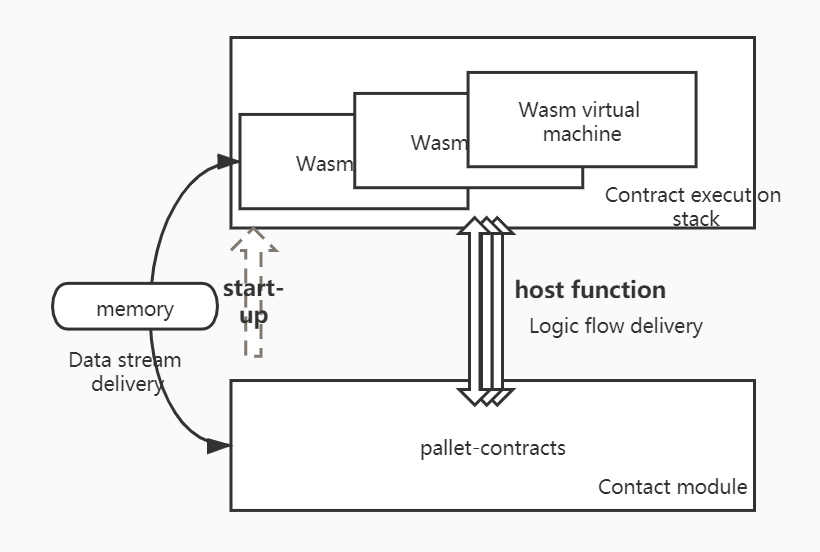 Wasm virtual
machine
Wasm
Wasm
Contract execution
stack
start-
up
host function
memory
Logic flow delivery
Data stream
delivery
pallet-contracts
Contact module